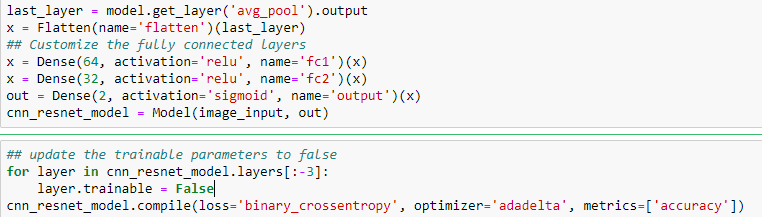 last_layer = model.get_layer('avg_pool').output
x = Flatten(name='flatten')(last_layer)
## Customize the fully connected layers
x = Dense(64, activation='relu', name='fc1')(x)
x = Dense(32, activation='relu', name='fc2')(x)
out = Dense(2, activation='sigmoid', name='output')(x)
cnn_resnet_model = Model(image_input, out)
## update the trainable parameters to false
for layer in cnn_resnet_model.layers[:-3]:
    layer.trainable = False
cnn_resnet_model.compile(loss='binary_crossentropy', optimizer='adadelta', metrics=['accuracy'])